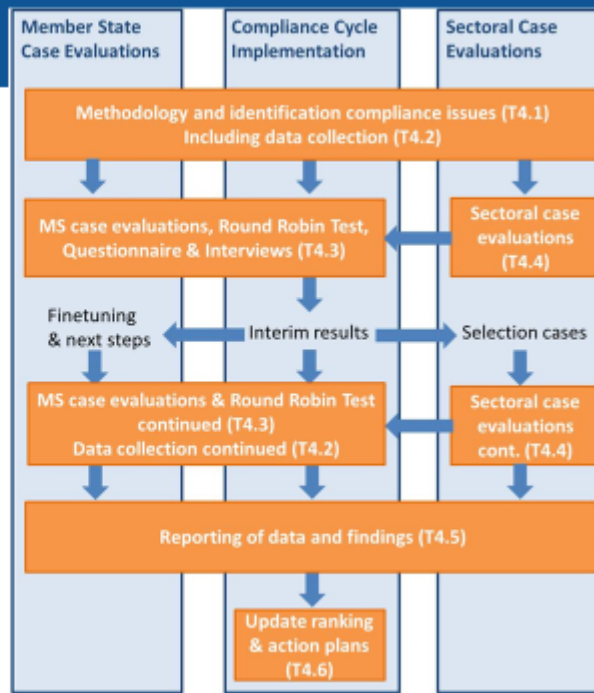 Member State
Case Evaluations
Compliance Cycle
Implementation
Sectoral Case
Evaluations
Methodology and identification compliance issues (T4.1)
Including data collection (T4.2)
MS case evaluations, Round Robin Test,
Questionnaire & Interviews (T4.3)
Sectoral case
evaluations
(T4.4)
Finetuning
& next steps
Interim results
Selection cases
MS case evaluations & Round Robin Test
continued (T4.3)
Data collection continued (T4.2)
Sectoral case
evaluations
cont. (T4.4)
Reporting of data and findings (T4.5)
Update ranking
& action plans
(T4.6)